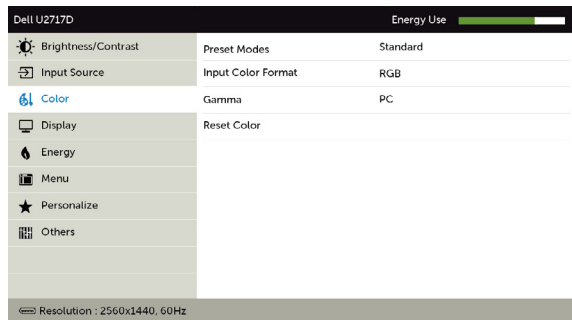 Dell U2717D Energy Use
Brightness/Contrast
Input Source
Color
Display
Energy
Menu
Personalize
Others
Preset Modes Standard
Input Color Format RGB
Gamma PC
Reset Color
Resolution : 2560x1440, 60Hz